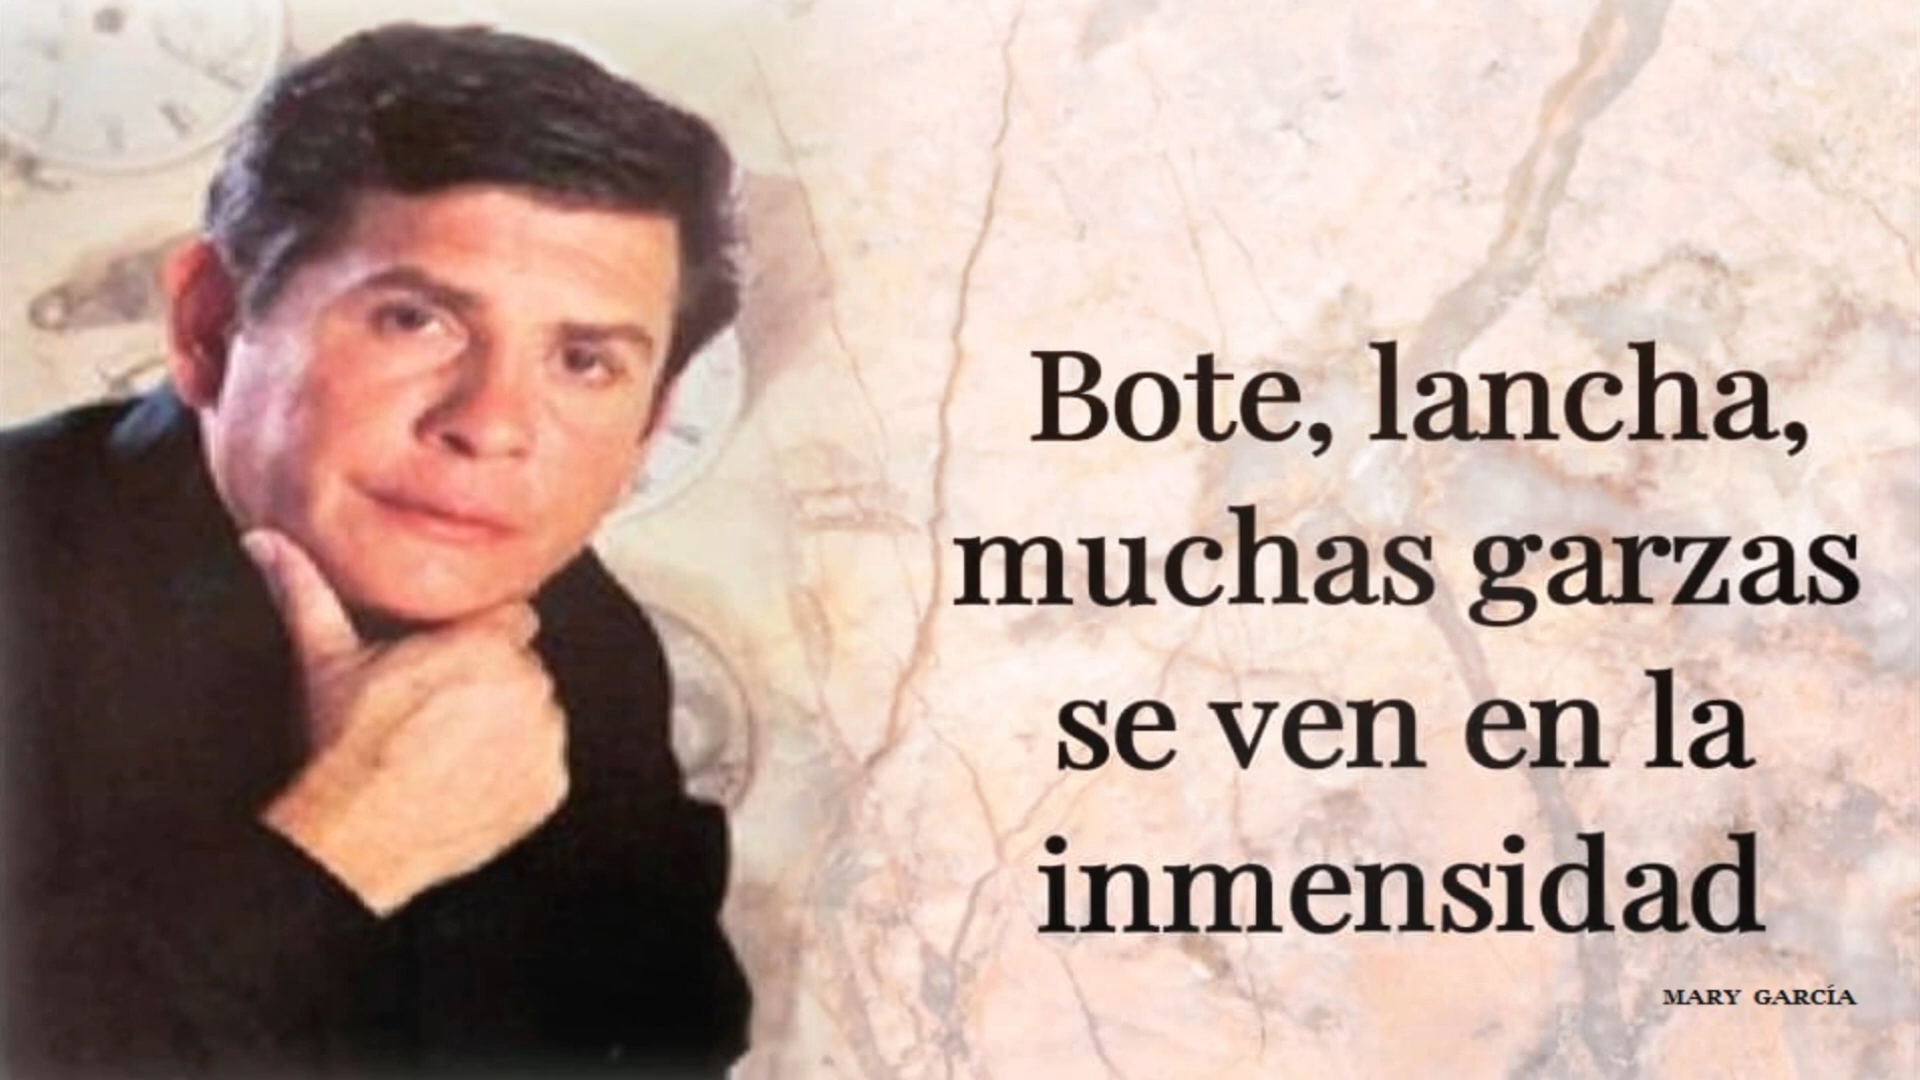 Bote, lancha,
muchas garzas
se ven en la
inmensidad
MARY GARCÍA